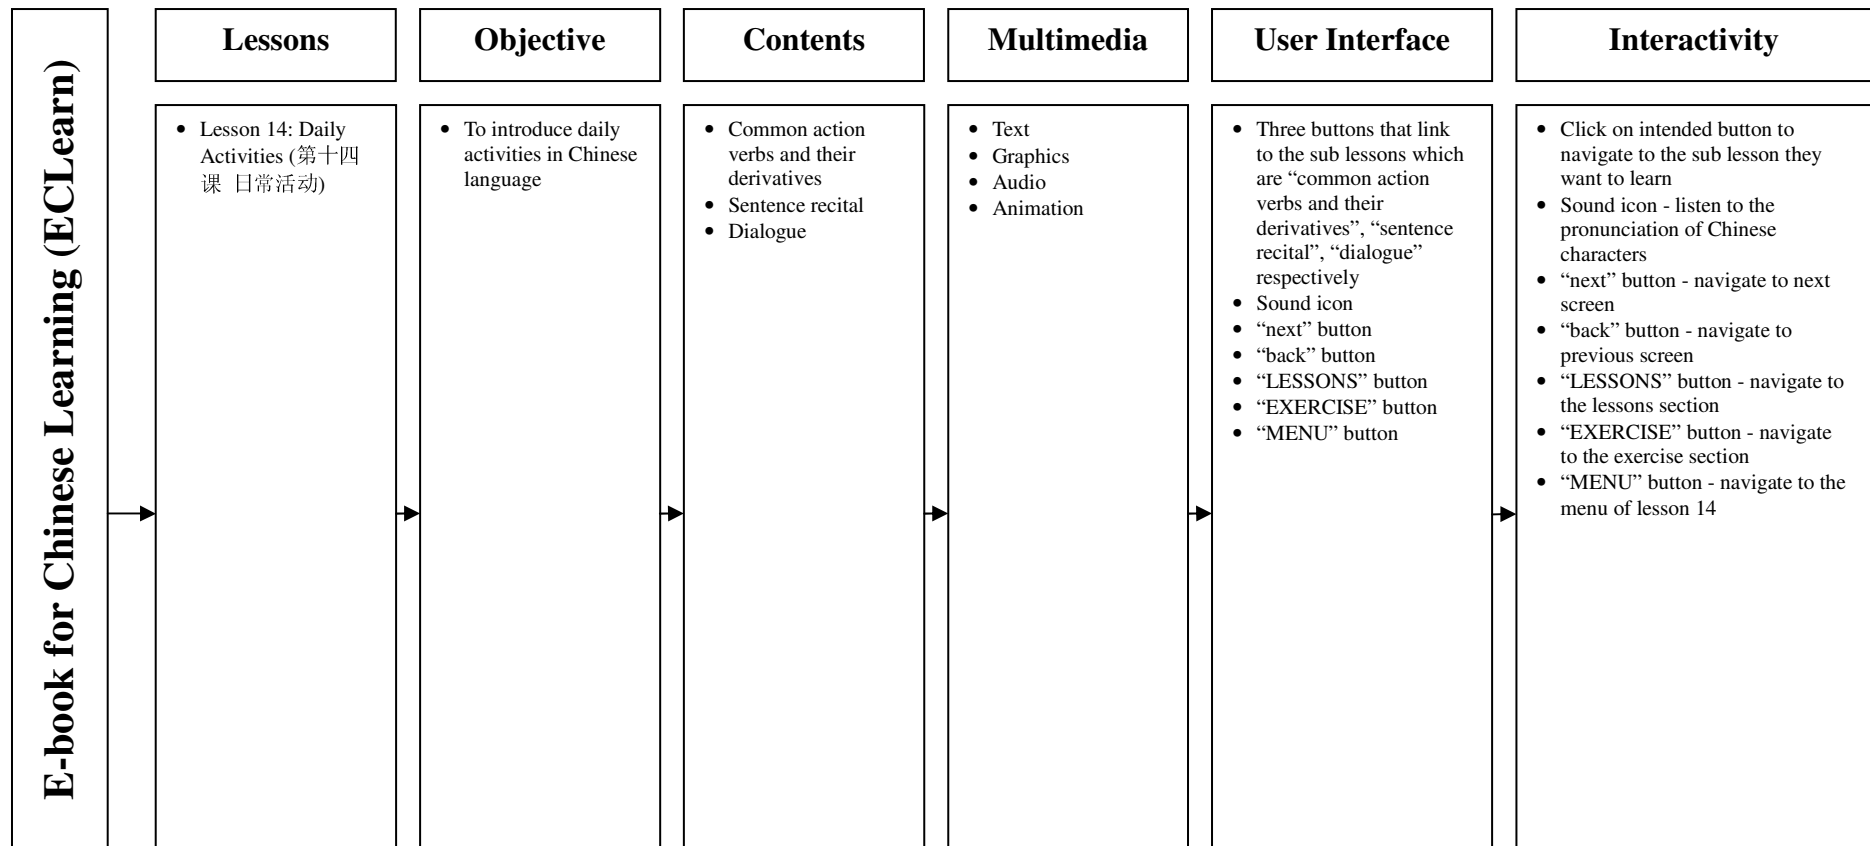 E-book for Chinese Learning (ECLearn)
Lessons
• Lesson 14: Daily
Activities (第十四
课 日常活动)
Objective
• To introduce daily
activities in Chinese
language
Contents
• Common action
verbs and their
derivatives
• Sentence recital
• Dialogue
Multimedia
• Text
• Graphics
• Audio
• Animation
User Interface
• Three buttons that link
to the sub lessons which
are “common action
verbs and their
derivatives”, “sentence
recital”, “dialogue”
respectively
• Sound icon
• “next” button
• “back” button
• “LESSONS” button
• “EXERCISE” button
• “MENU” button
Interactivity
• Click on intended button to
navigate to the sub lesson they
want to learn
• Sound icon - listen to the
pronunciation of Chinese
characters
• “next” button - navigate to next
screen
• “back” button - navigate to
previous screen
• “LESSONS” button - navigate to
the lessons section
• “EXERCISE” button - navigate
to the exercise section
• “MENU” button - navigate to the
menu of lesson 14